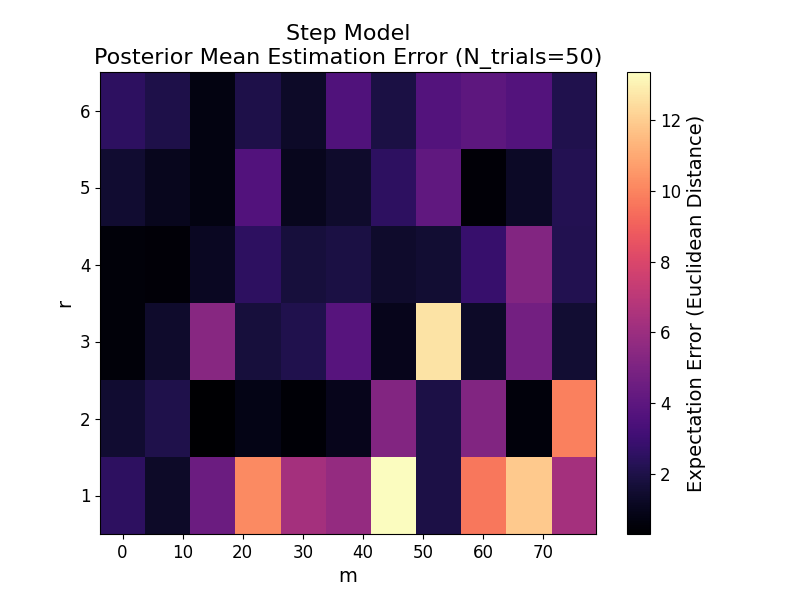 Step Model
Posterior Mean Estimation Error (N_trials=50)
6
5
4
3
2
1
r
0 10 20 30 40 50 60 70
m
12
10
8
6
4
2
Expectation Error (Euclidean Distance)